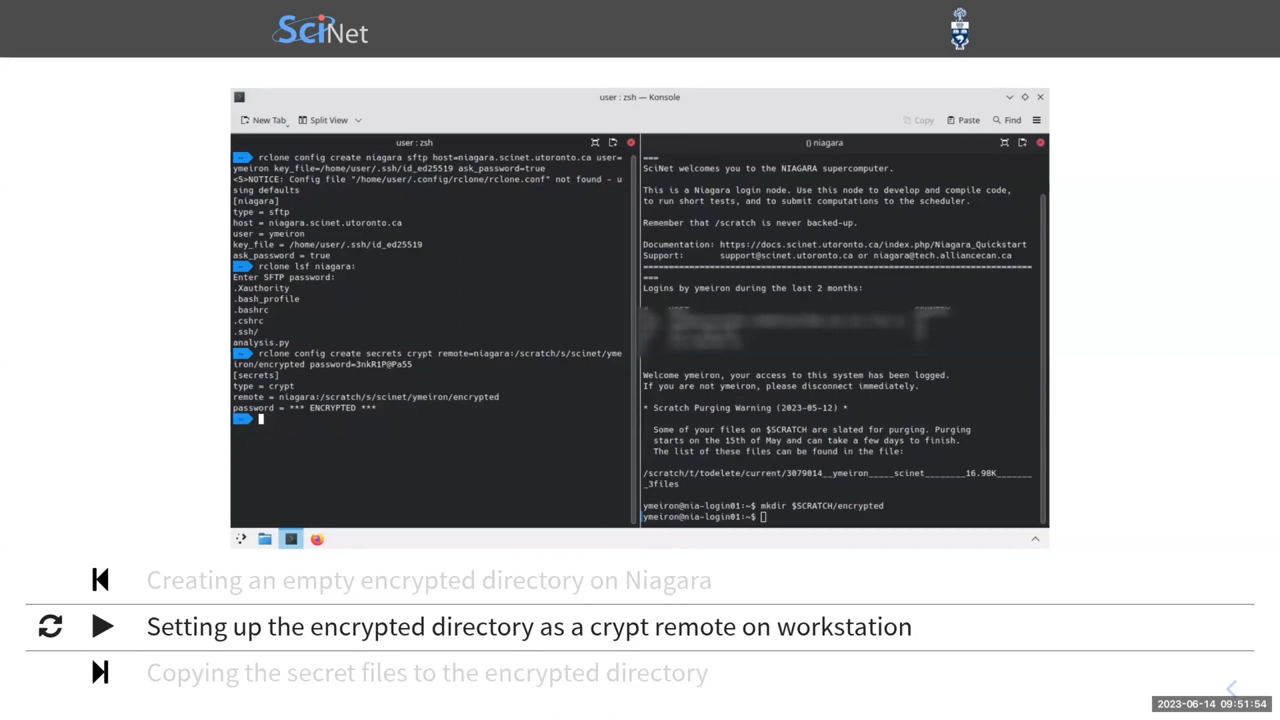 SciNet
user : zsh — Konsole
New Tab Split View Copy Paste Find
user : zsh
rclone config create niagara sftp host=niagara.scinet.utoronto.ca user=
ymeiron key_file=/home/user/.ssh/id_ed25519 ask_password=true
<5>NOTICE: Config file "/home/user/.config/rclone/rclone.conf" not found - u
sing defaults
[niagara]
type = sftp
host = niagara.scinet.utoronto.ca
user = ymeiron
key_file = /home/user/.ssh/id_ed25519
ask_password = true
rclone lsf niagara:
Enter SFTP password:
.Xauthority
.bash_profile
.bashrc
.cshrc
.ssh/
analysis.py
rclone config create secrets crypt remote=niagara:/scratch/s/scinet/yme
iron/encrypted password=3nkR1P@Pa55
[secrets]
type = crypt
remote = niagara:/scratch/s/scinet/ymeiron/encrypted
password = *** ENCRYPTED ***
() niagara
===
SciNet welcomes you to the NIAGARA supercomputer.
This is a Niagara login node. Use this node to develop and compile code,
to run short tests, and to submit computations to the scheduler.
Remember that /scratch is never backed-up.
Documentation: https://docs.scinet.utoronto.ca/index.php/Niagara_Quickstart
Support: support@scinet.utoronto.ca or niagara@tech.alliancecan.ca
==========================================================================
===
Logins by ymeiron during the last 2 months:
Welcome ymeiron, your access to this system has been logged.
If you are not ymeiron, please disconnect immediately.
* Scratch Purging Warning (2023-05-12) *
Some of your files on $SCRATCH are slated for purging. Purging
starts on the 15th of May and can take a few days to finish.
The list of these files can be found in the file:
/scratch/t/todelete/current/3079014__ymeiron_____scinet________16.98K_______
_3files
ymeiron@nia-login01:~$ mkdir $SCRATCH/encrypted
ymeiron@nia-login01:~$
Creating an empty encrypted directory on Niagara
Setting up the encrypted directory as a crypt remote on workstation
Copying the secret files to the encrypted directory
2023-06-14 09:51:54